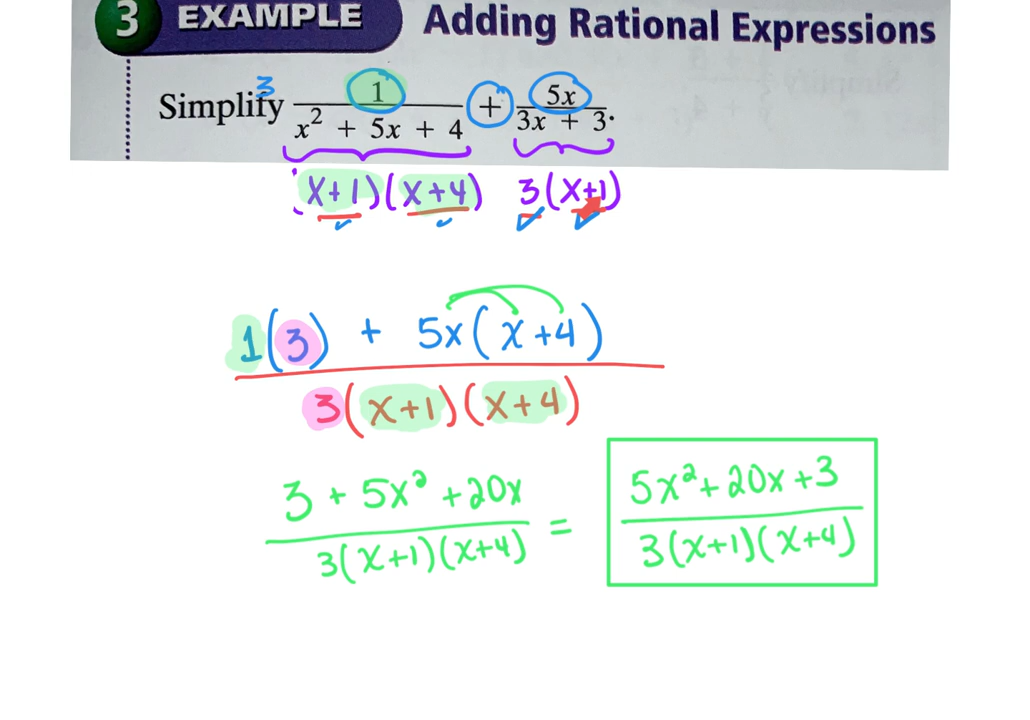 3 EXAMPLE Adding Rational Expressions
3
Simplify 1/(x² + 5x + 4) + 5x/(3x + 3).
(x+1)(x+4) 3(x+1)
1(3) + 5x(x+4)
3(x+1)(x+4)
3 + 5x² + 20x = 5x² + 20x + 3
3(x+1)(x+4) 3(x+1)(x+4)